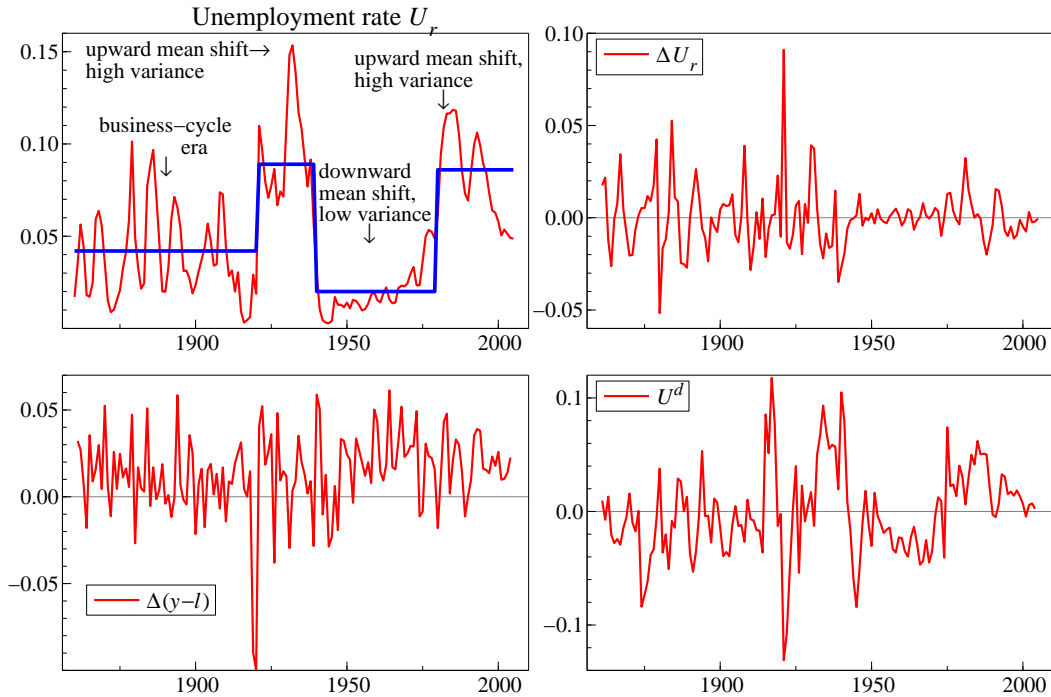 Unemployment rate U_r
0.15
0.10
0.05
upward mean shift→
high variance
upward mean shift,
high variance
↓
business−cycle
era
↓
downward
mean shift,
low variance
↓
1900
1950
2000
0.10
0.05
0.00
−0.05
ΔU_r
1900
1950
2000
0.05
0.00
−0.05
Δ(y−l)
1900
1950
2000
0.1
0.0
−0.1
U^d
1900
1950
2000